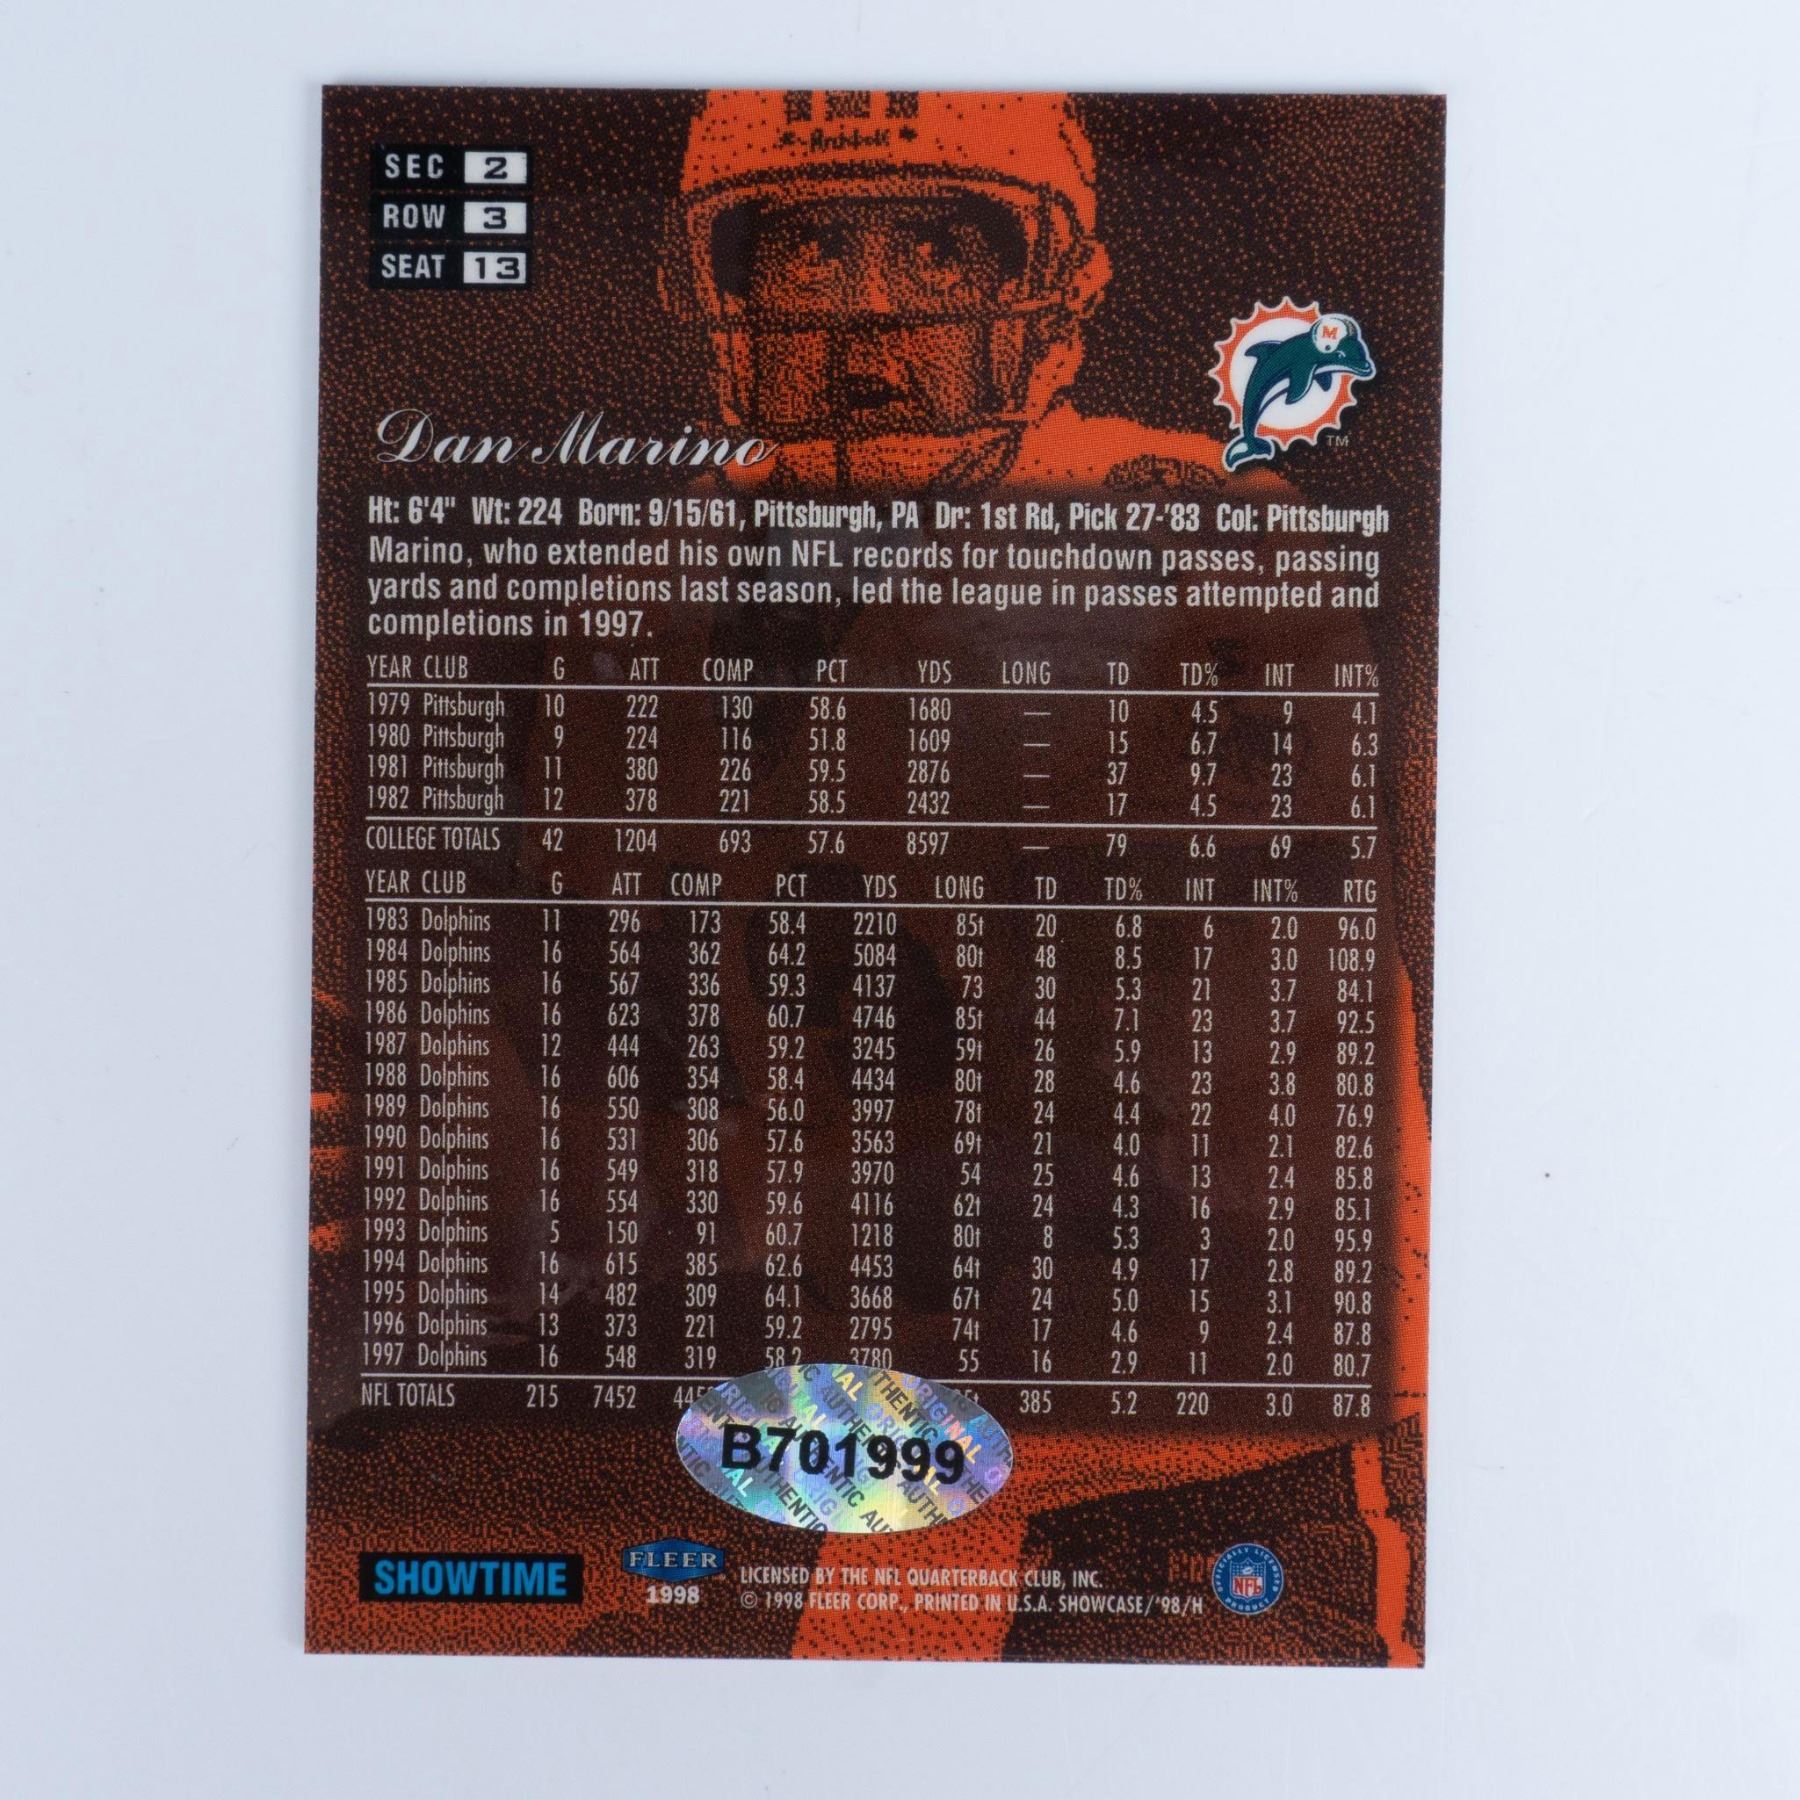 SEC 2
ROW 3
SEAT 13
TM
Dan Marino
Ht: 6'4" Wt: 224 Born: 9/15/61, Pittsburgh, PA Dr: 1st Rd, Pick 27-'83 Col: Pittsburgh
Marino, who extended his own NFL records for touchdown passes, passing
yards and completions last season, led the league in passes attempted and
completions in 1997.
YEAR CLUB G ATT COMP PCT YDS LONG TD TD% INT INT%
1979 Pittsburgh 10 222 130 58.6 1680 — 10 4.5 9 4.1
1980 Pittsburgh 9 224 116 51.8 1609 — 15 6.7 14 6.3
1981 Pittsburgh 11 380 226 59.5 2876 — 37 9.7 23 6.1
1982 Pittsburgh 12 378 221 58.5 2432 — 17 4.5 23 6.1
COLLEGE TOTALS 42 1204 693 57.6 8597 — 79 6.6 69 5.7
YEAR CLUB G ATT COMP PCT YDS LONG TD TD% INT INT% RTG
1983 Dolphins 11 296 173 58.4 2210 85t 20 6.8 6 2.0 96.0
1984 Dolphins 16 564 362 64.2 5084 80t 48 8.5 17 3.0 108.9
1985 Dolphins 16 567 336 59.3 4137 73 30 5.3 21 3.7 84.1
1986 Dolphins 16 623 378 60.7 4746 85t 44 7.1 23 3.7 92.5
1987 Dolphins 12 444 263 59.2 3245 59t 26 5.9 13 2.9 89.2
1988 Dolphins 16 606 354 58.4 4434 80t 28 4.6 23 3.8 80.8
1989 Dolphins 16 550 308 56.0 3997 78t 24 4.4 22 4.0 76.9
1990 Dolphins 16 531 306 57.6 3563 69t 21 4.0 11 2.1 82.6
1991 Dolphins 16 549 318 57.9 3970 54 25 4.6 13 2.4 85.8
1992 Dolphins 16 554 330 59.6 4116 62t 24 4.3 16 2.9 85.1
1993 Dolphins 5 150 91 60.7 1218 80t 8 5.3 3 2.0 95.9
1994 Dolphins 16 615 385 62.6 4453 64t 30 4.9 17 2.8 89.2
1995 Dolphins 14 482 309 64.1 3668 67t 24 5.0 15 3.1 90.8
1996 Dolphins 13 373 221 59.2 2795 74t 17 4.6 9 2.4 87.8
1997 Dolphins 16 548 319 58.2 3780 55 16 2.9 11 2.0 80.7
NFL TOTALS 215 7452 385 5.2 220 3.0 87.8
B701999
SHOWTIME
FLEER
1998
LICENSED BY THE NFL QUARTERBACK CLUB, INC.
© 1998 FLEER CORP., PRINTED IN U.S.A. SHOWCASE/'98/H
OFFICIALLY LICENSED
NFL
PRODUCT